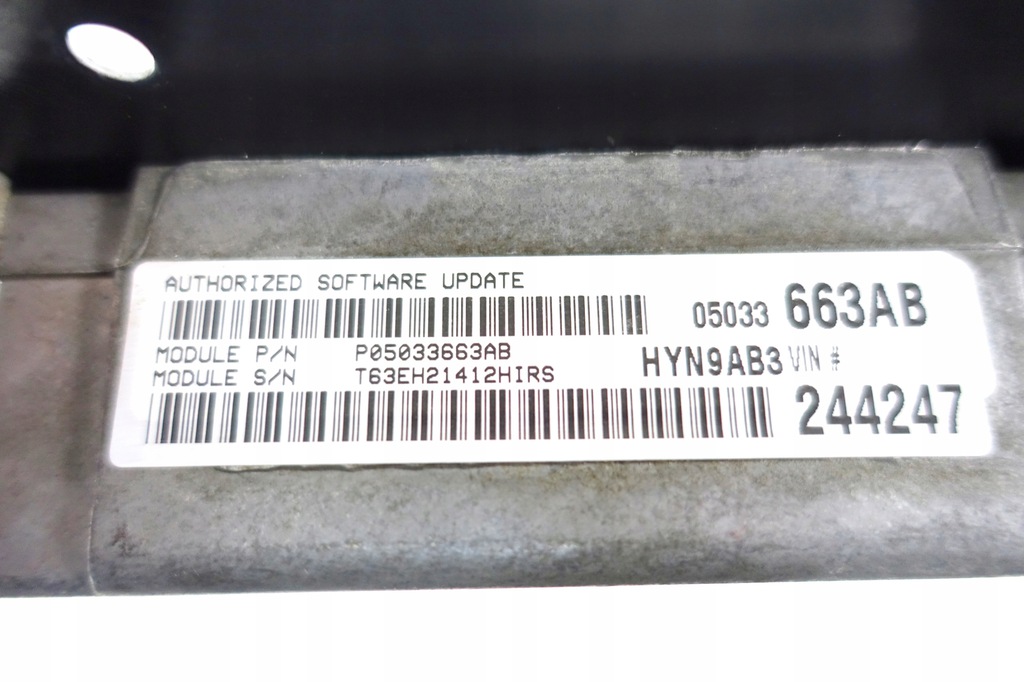 AUTHORIZED SOFTWARE UPDATE
05033 663AB
MODULE P/N P05033663AB
HYN9AB3 VIN #
MODULE S/N T63EH21412HIRS
244247